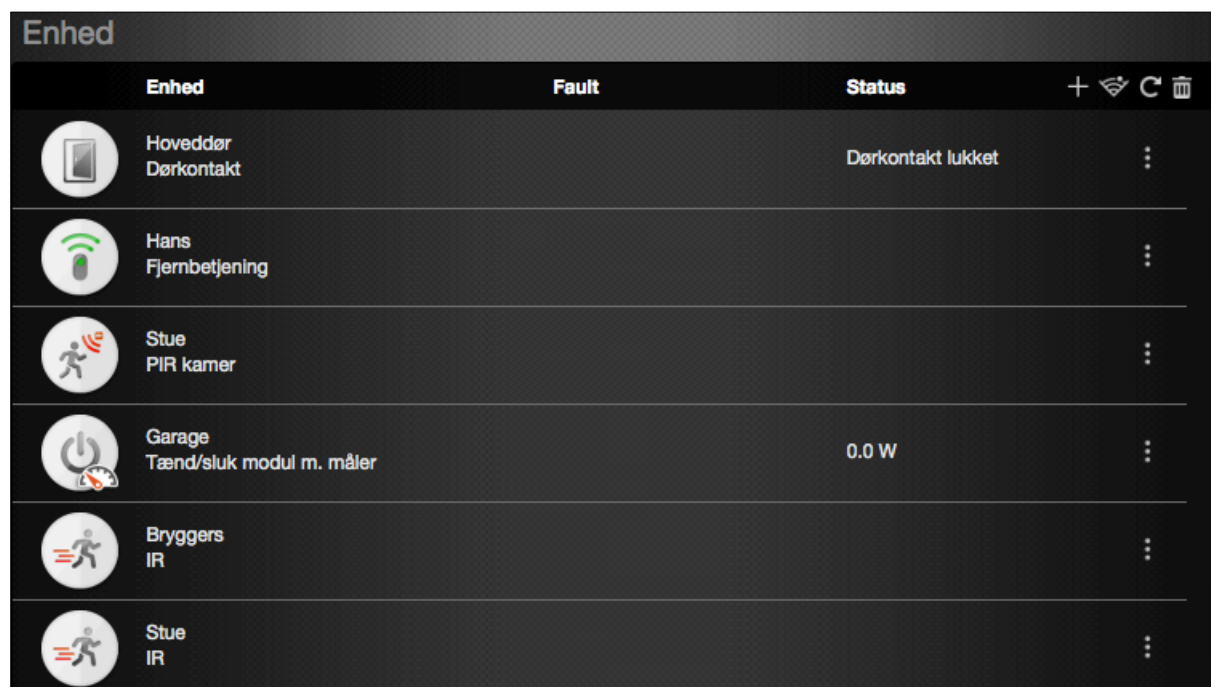 Enhed
Enhed Fault Status
Hoveddør
Dørkontakt
Dørkontakt lukket
Hans
Fjernbetjening
Stue
PIR kamer
Garage
Tænd/sluk modul m. måler
0.0 W
Bryggers
IR
Stue
IR